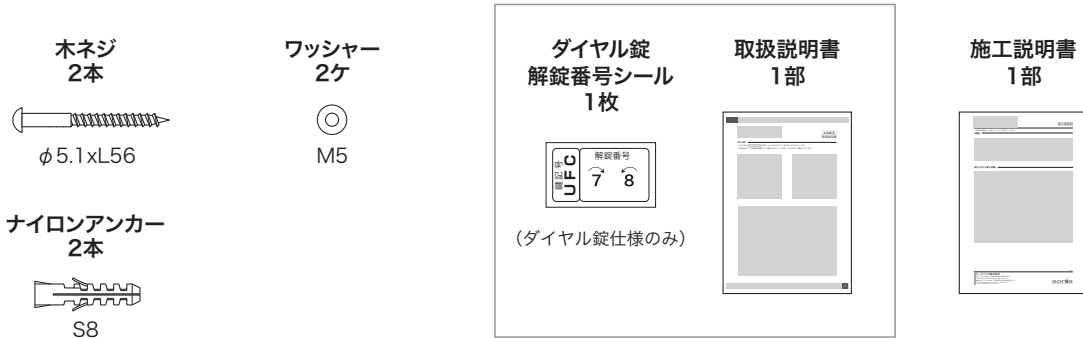 木ネジ
2本
φ5.1xL56
ワッシャー
2ケ
M5
ナイロンアンカー
2本
S8
ダイヤル錠
解錠番号シール
1枚
鍵記号
UFC
解錠番号
7 8
(ダイヤル錠仕様のみ)
取扱説明書
1部
施工説明書
1部